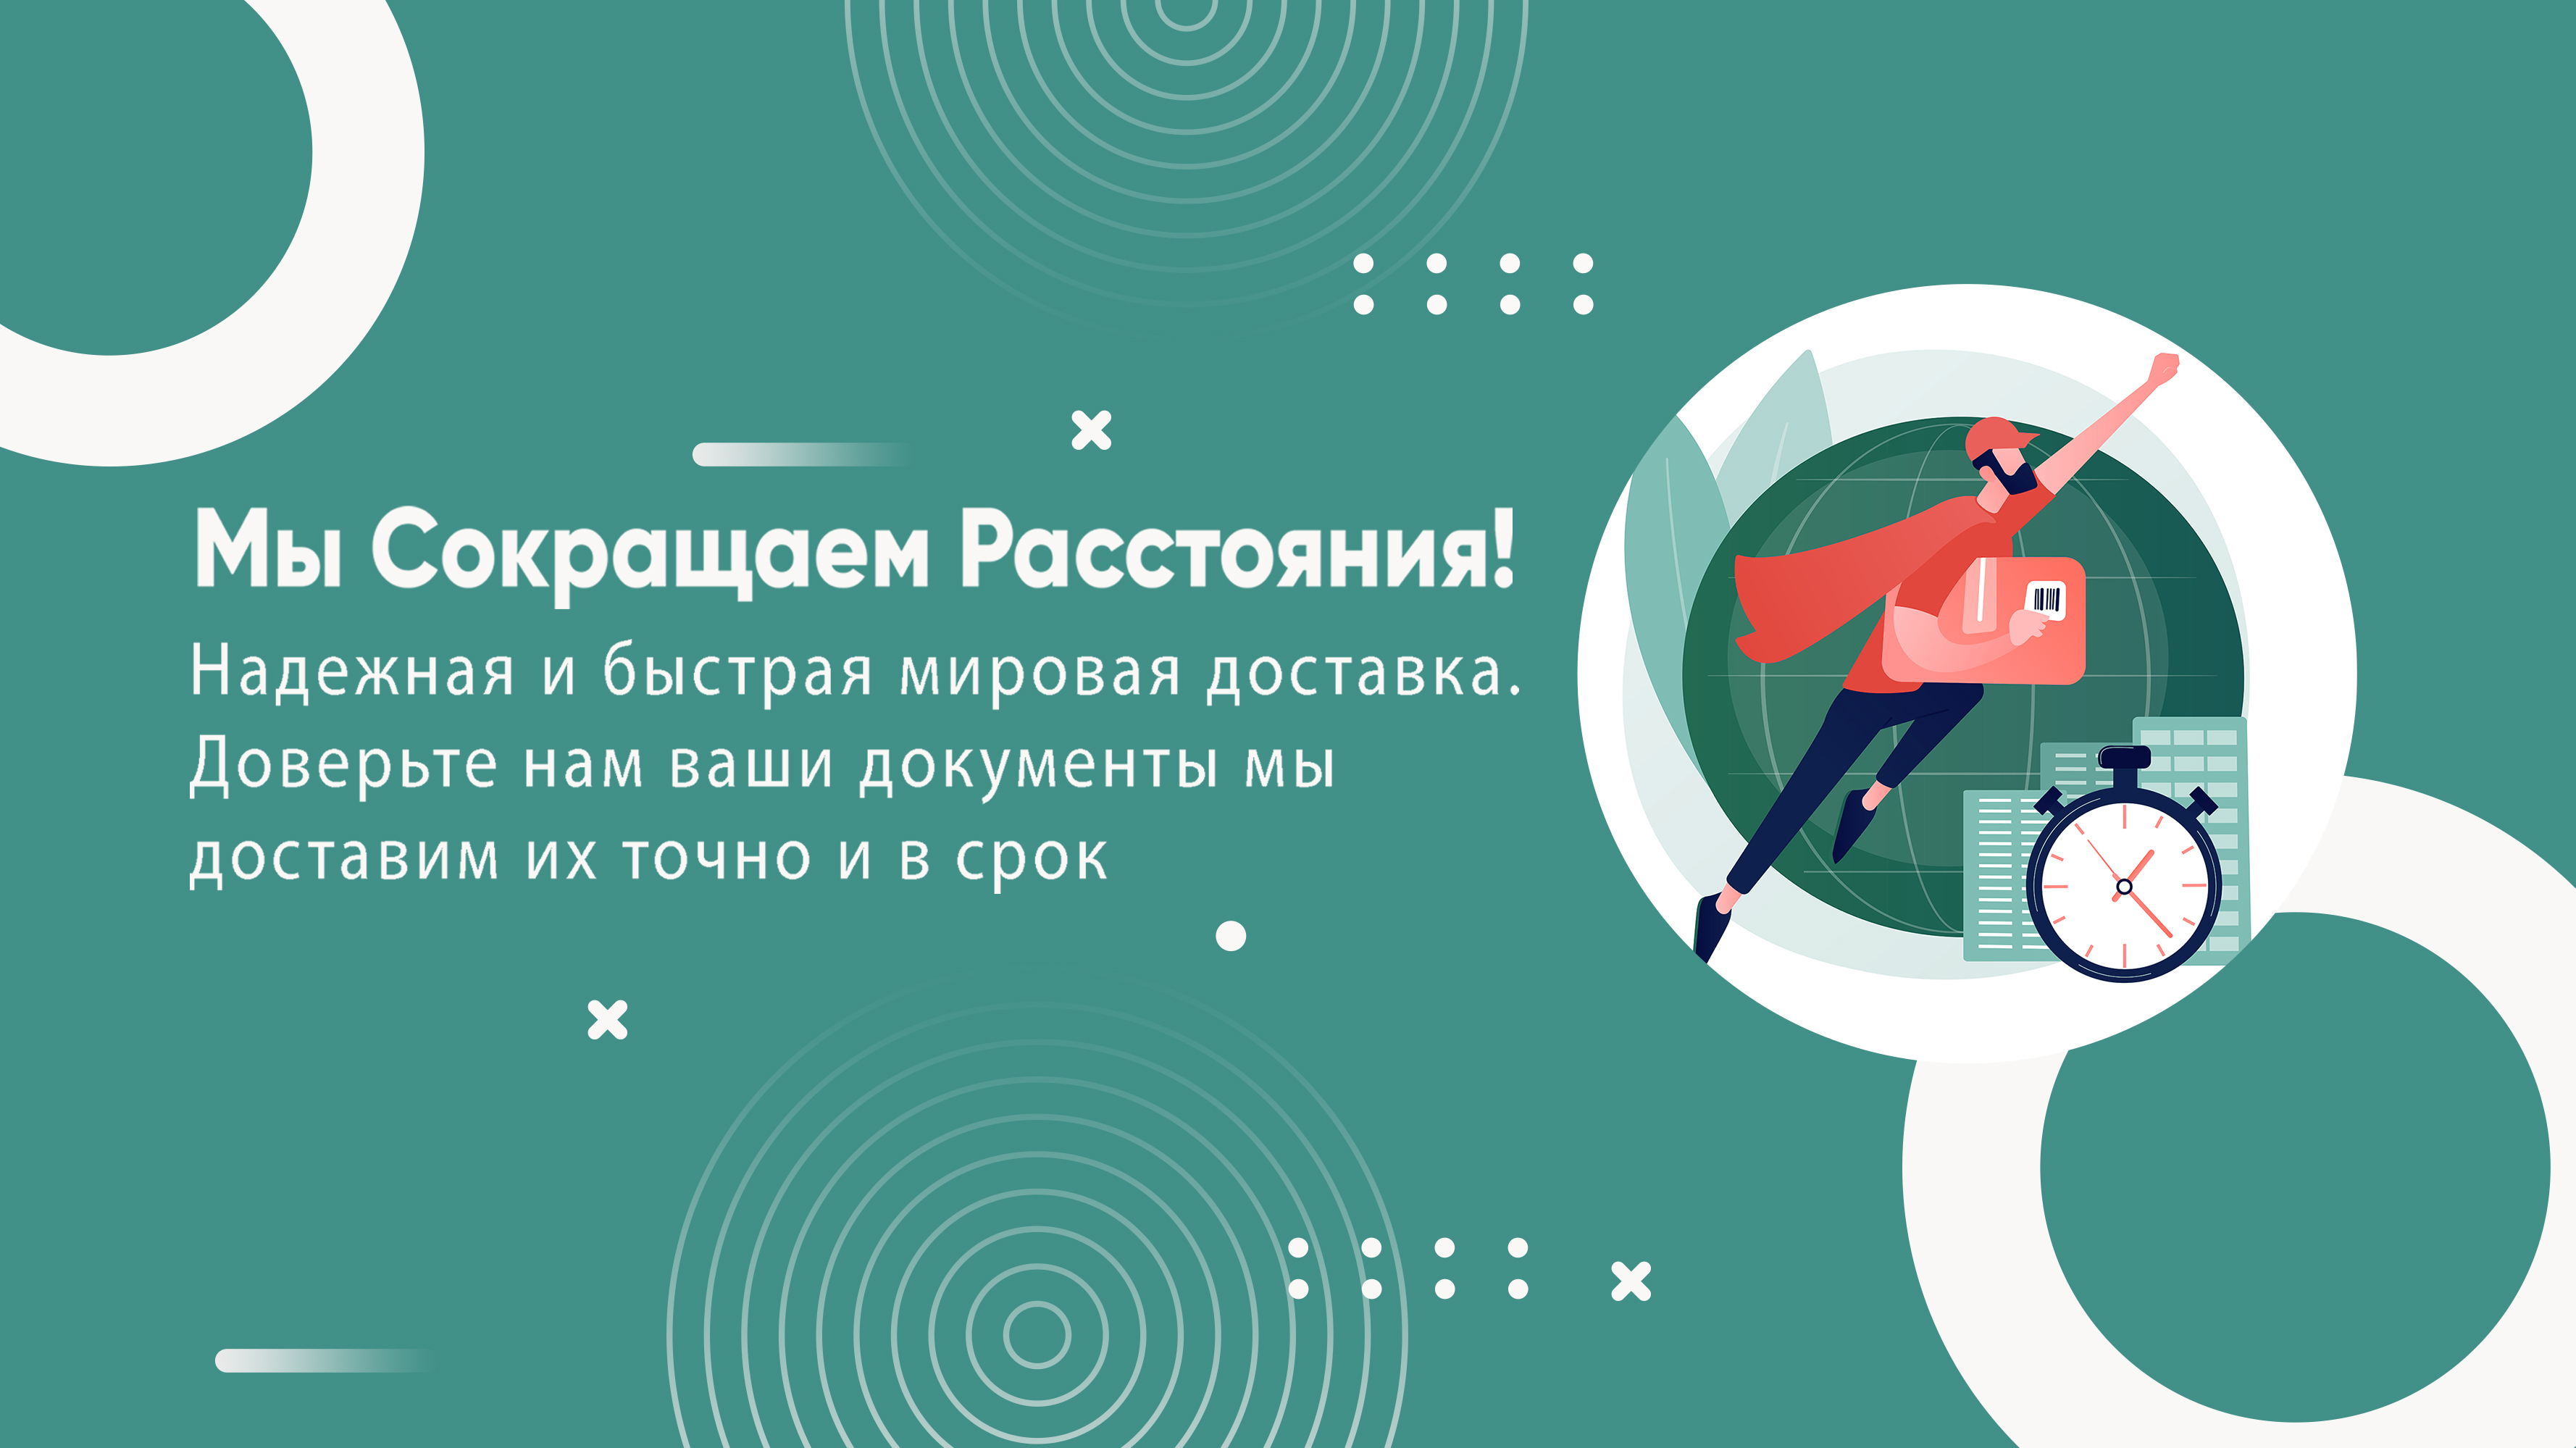 Мы Сокращаем Расстояния!
Надежная и быстрая мировая доставка.
Доверьте нам ваши документы мы
доставим их точно и в срок